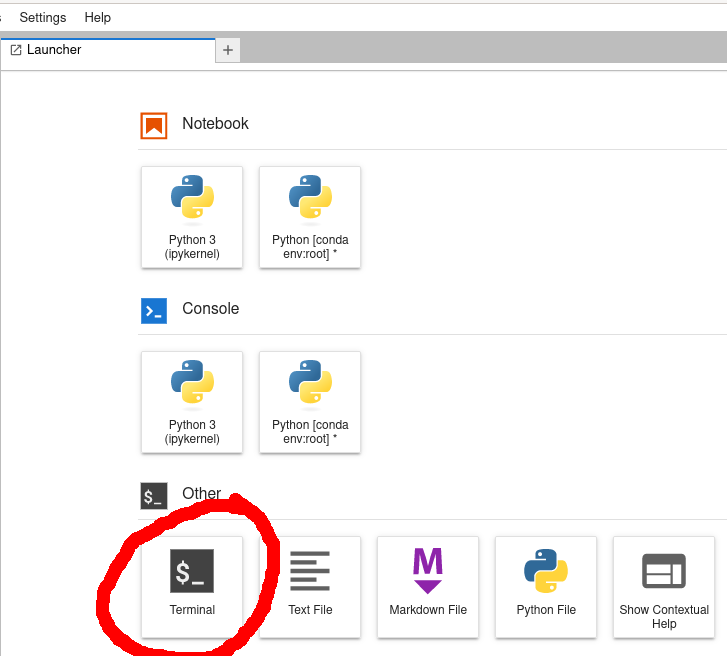 Settings Help
Launcher +
Notebook
Python 3
(ipykernel)
Python [conda
env:root] *
Console
>_
Python 3
(ipykernel)
Python [conda
env:root] *
$_ Other
$_
Terminal
Text File
M
Markdown File
Python File
Show Contextual
Help